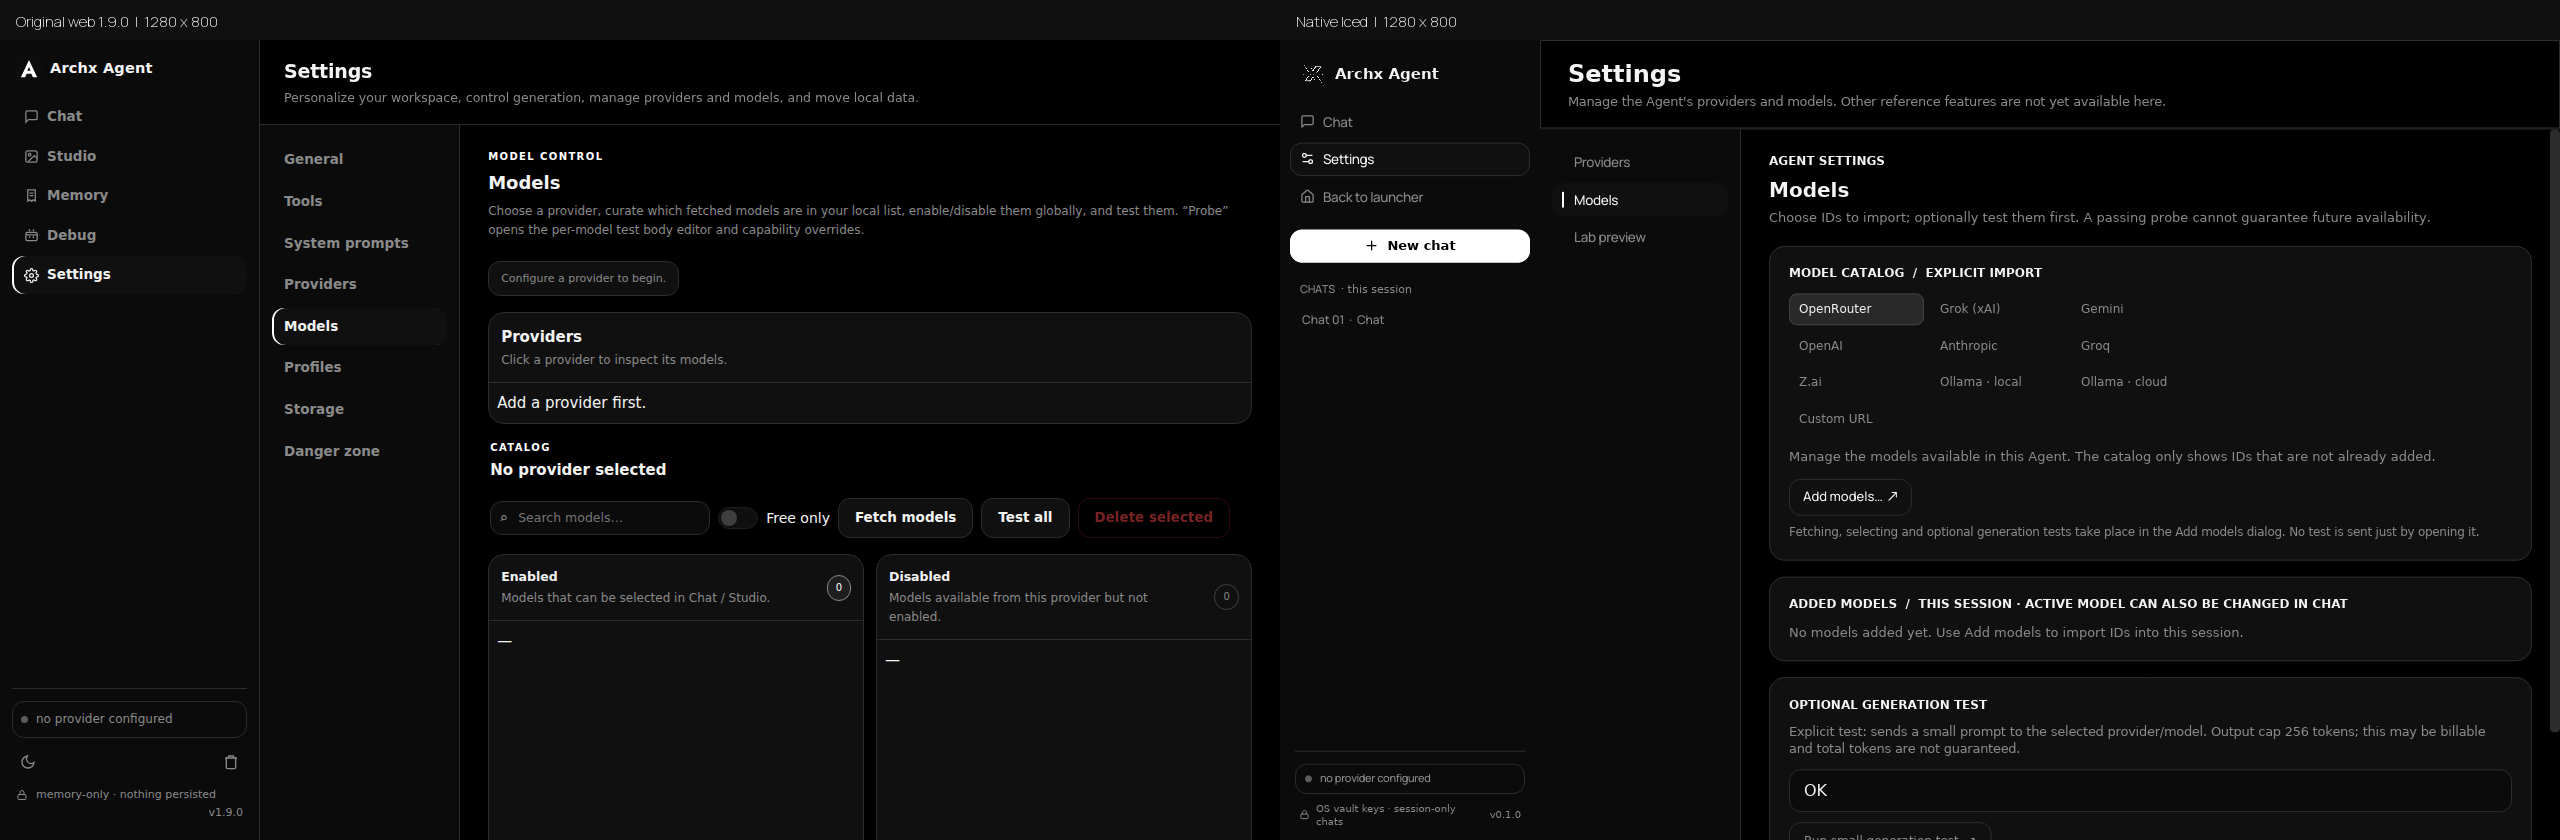 Original web 1.9.0 | 1280 x 800
Archx Agent
Chat
Studio
Memory
Debug
Settings
no provider configured
memory-only · nothing persisted
v1.9.0
Settings
Personalize your workspace, control generation, manage providers and models, and move local data.
General
Tools
System prompts
Providers
Models
Profiles
Storage
Danger zone
MODEL CONTROL
Models
Choose a provider, curate which fetched models are in your local list, enable/disable them globally, and test them. “Probe”
opens the per-model test body editor and capability overrides.
Configure a provider to begin.
Providers
Click a provider to inspect its models.
Add a provider first.
CATALOG
No provider selected
Search models...
Free only
Fetch models
Test all
Delete selected
Enabled
Models that can be selected in Chat / Studio.
0
—
Disabled
Models available from this provider but not
enabled.
0
—
Native Iced | 1280 x 800
Archx Agent
Chat
Settings
Back to launcher
+ New chat
CHATS · this session
Chat 01 · Chat
no provider configured
OS vault keys · session-only
chats
v0.1.0
Settings
Manage the Agent's providers and models. Other reference features are not yet available here.
Providers
Models
Lab preview
AGENT SETTINGS
Models
Choose IDs to import; optionally test them first. A passing probe cannot guarantee future availability.
MODEL CATALOG / EXPLICIT IMPORT
OpenRouter
Grok (xAI)
Gemini
OpenAI
Anthropic
Groq
Z.ai
Ollama · local
Ollama · cloud
Custom URL
Manage the models available in this Agent. The catalog only shows IDs that are not already added.
Add models... ↗
Fetching, selecting and optional generation tests take place in the Add models dialog. No test is sent just by opening it.
ADDED MODELS / THIS SESSION · ACTIVE MODEL CAN ALSO BE CHANGED IN CHAT
No models added yet. Use Add models to import IDs into this session.
OPTIONAL GENERATION TEST
Explicit test: sends a small prompt to the selected provider/model. Output cap 256 tokens; this may be billable
and total tokens are not guaranteed.
OK
Run small generation test ↗